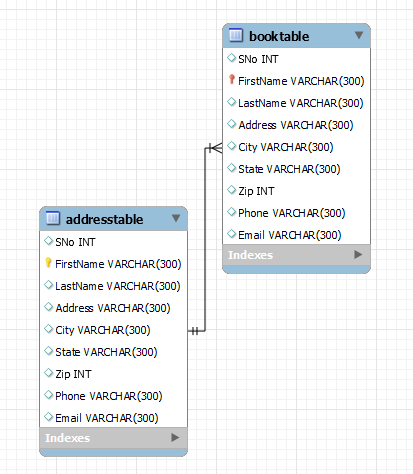 booktable
SNo INT
FirstName VARCHAR(300)
LastName VARCHAR(300)
Address VARCHAR(300)
City VARCHAR(300)
State VARCHAR(300)
Zip INT
Phone VARCHAR(300)
Email VARCHAR(300)
Indexes
addresstable
SNo INT
FirstName VARCHAR(300)
LastName VARCHAR(300)
Address VARCHAR(300)
City VARCHAR(300)
State VARCHAR(300)
Zip INT
Phone VARCHAR(300)
Email VARCHAR(300)
Indexes